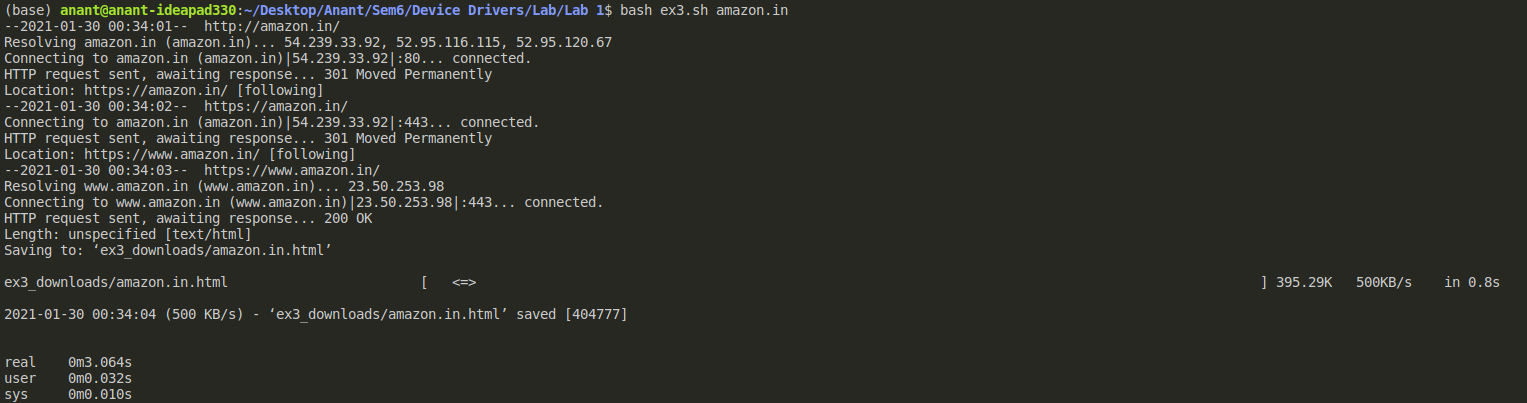 (base) anant@anant-ideapad330:~/Desktop/Anant/Sem6/Device Drivers/Lab/Lab 1$ bash ex3.sh amazon.in
--2021-01-30 00:34:01--  http://amazon.in/
Resolving amazon.in (amazon.in)... 54.239.33.92, 52.95.116.115, 52.95.120.67
Connecting to amazon.in (amazon.in)|54.239.33.92|:80... connected.
HTTP request sent, awaiting response... 301 Moved Permanently
Location: https://amazon.in/ [following]
--2021-01-30 00:34:02--  https://amazon.in/
Connecting to amazon.in (amazon.in)|54.239.33.92|:443... connected.
HTTP request sent, awaiting response... 301 Moved Permanently
Location: https://www.amazon.in/ [following]
--2021-01-30 00:34:03--  https://www.amazon.in/
Resolving www.amazon.in (www.amazon.in)... 23.50.253.98
Connecting to www.amazon.in (www.amazon.in)|23.50.253.98|:443... connected.
HTTP request sent, awaiting response... 200 OK
Length: unspecified [text/html]
Saving to: ‘ex3_downloads/amazon.in.html’
ex3_downloads/amazon.in.html [ <=> ] 395.29K 500KB/s in 0.8s
2021-01-30 00:34:04 (500 KB/s) - ‘ex3_downloads/amazon.in.html’ saved [404777]
real 0m3.064s
user 0m0.032s
sys 0m0.010s